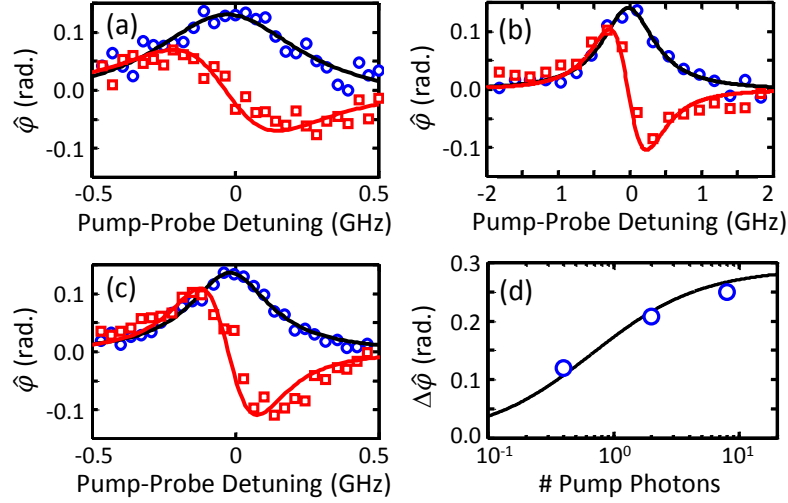 (a)
0.1
0.0
-0.1
φ̂ (rad.)
-0.5 0 0.5
Pump-Probe Detuning (GHz)
(b)
0.1
0.0
-0.1
φ̂ (rad.)
-2 1 0 1 2
Pump-Probe Detuning (GHz)
(c)
0.1
0.0
-0.1
φ̂ (rad.)
-0.5 0 0.5
Pump-Probe Detuning (GHz)
(d)
0.3
0.2
0.1
0.0
Δφ̂ (rad.)
10⁻¹ 10⁰ 10¹
# Pump Photons